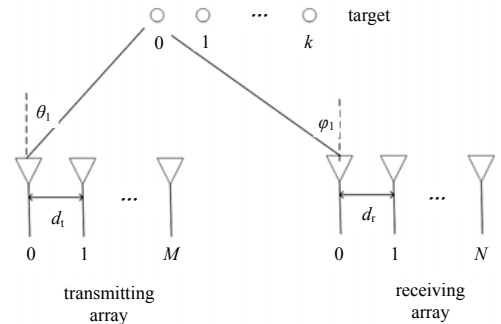 ... target
0 1 k
θ1 φ1
... ...
dt dr
0 1 M 0 1 N
transmitting receiving
array array